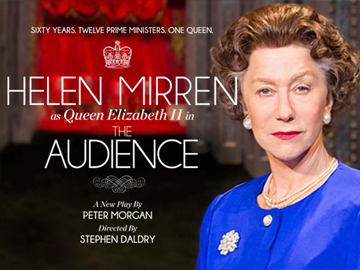 SIXTY YEARS. TWELVE PRIME MINISTERS. ONE QUEEN.
HELEN MIRREN
as Queen Elizabeth II in
THE
AUDIENCE
A New Play By
PETER MORGAN
Directed By
STEPHEN DALDRY